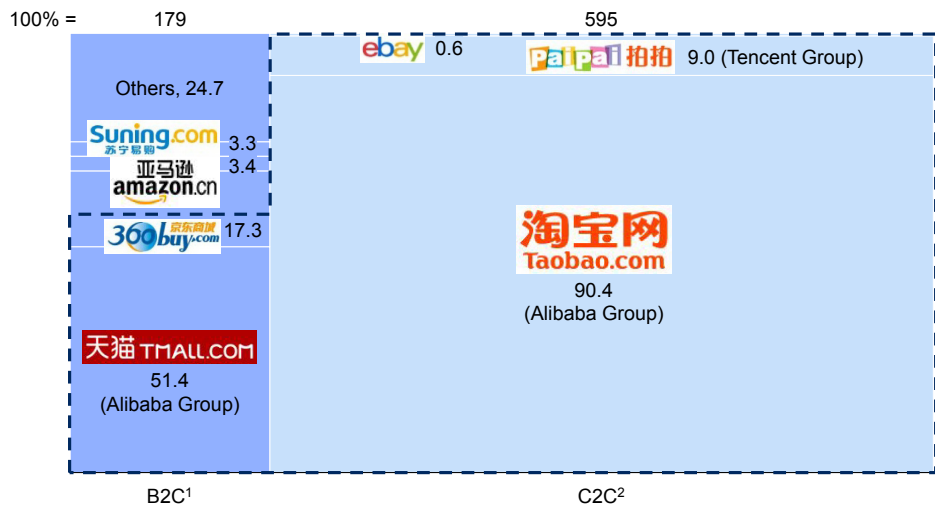 100% = 179 595
ebay 0.6 PaiPai 拍拍 9.0 (Tencent Group)
Others, 24.7
Suning.com
苏宁易购
3.3
亚马逊
amazon.cn
3.4
京东商城
360buy.com
17.3
淘宝网
Taobao.com
90.4
(Alibaba Group)
天猫 TMALL.COM
51.4
(Alibaba Group)
B2C¹ C2C²